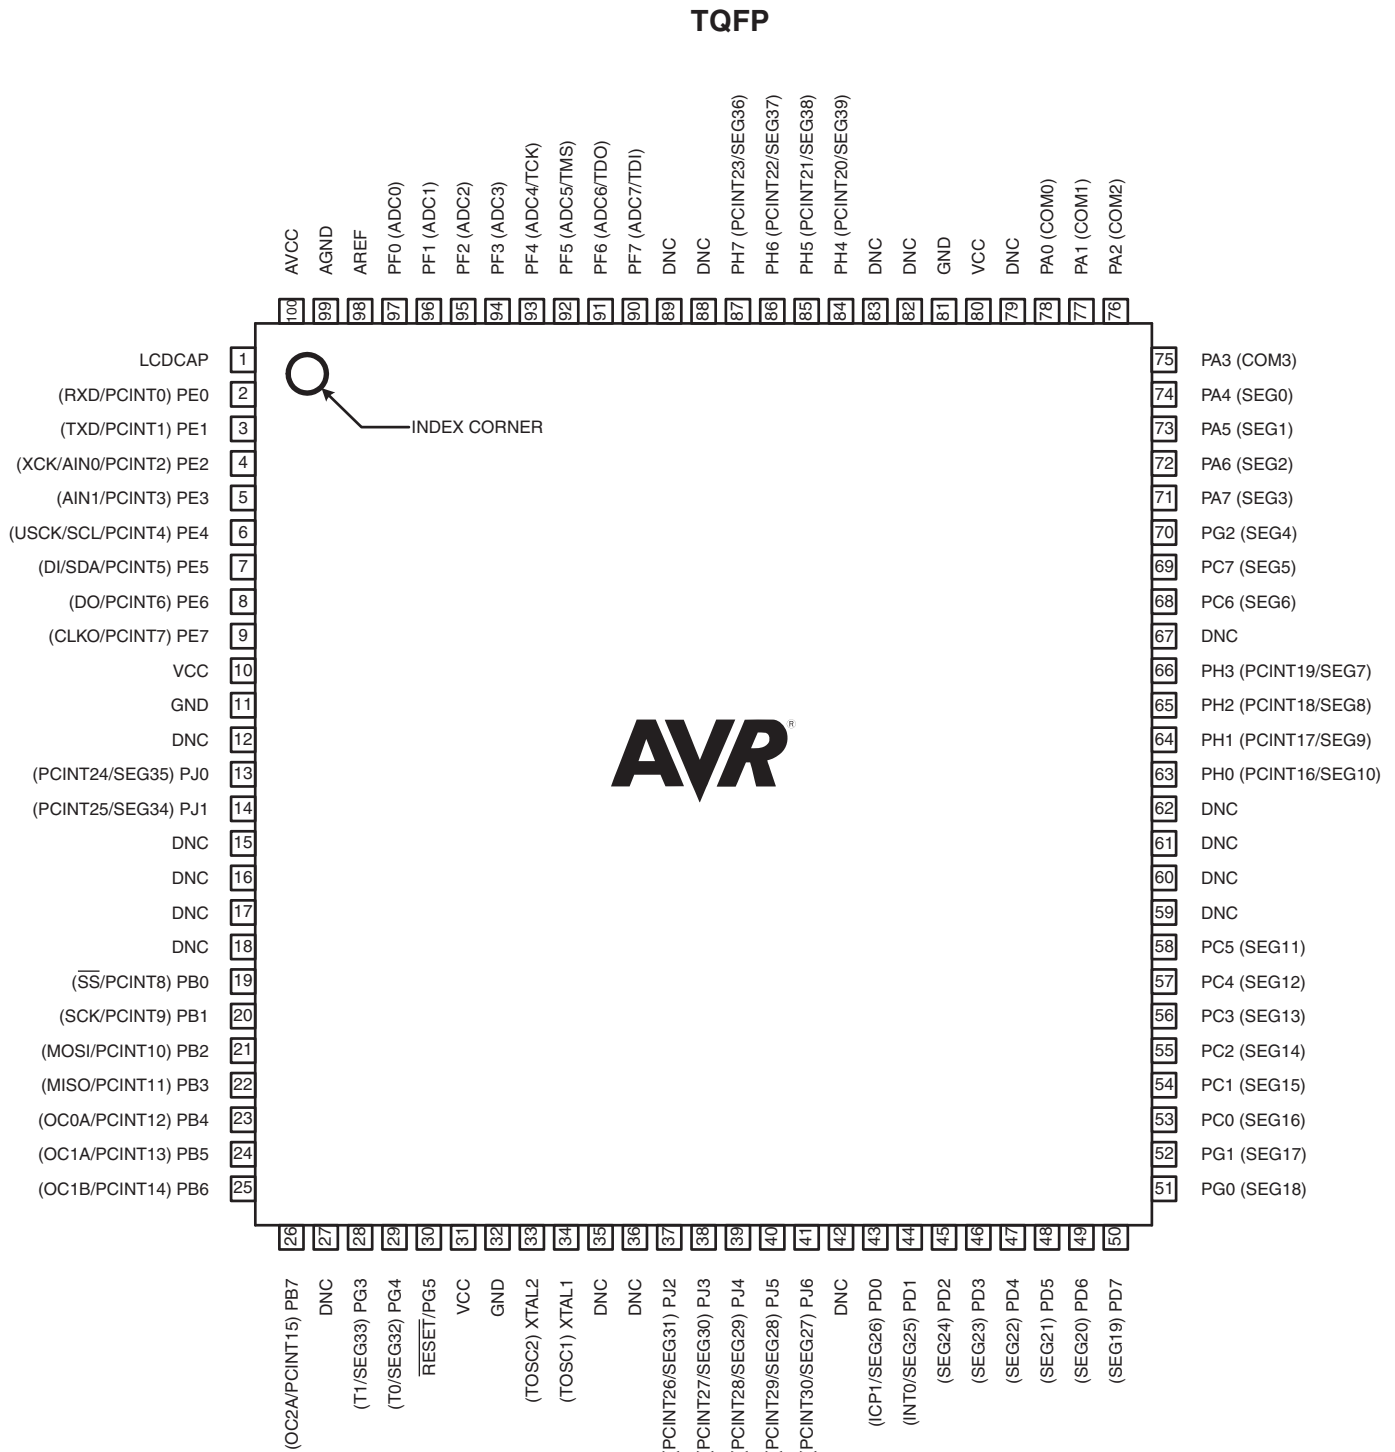 TQFP
AVCC
AGND
AREF
PF0 (ADC0)
PF1 (ADC1)
PF2 (ADC2)
PF3 (ADC3)
PF4 (ADC4/TCK)
PF5 (ADC5/TMS)
PF6 (ADC6/TDO)
PF7 (ADC7/TDI)
DNC
DNC
PH7 (PCINT23/SEG36)
PH6 (PCINT22/SEG37)
PH5 (PCINT21/SEG38)
PH4 (PCINT20/SEG39)
DNC
DNC
GND
VCC
DNC
PA0 (COM0)
PA1 (COM1)
PA2 (COM2)
100 99 98 97 96 95 94 93 92 91 90 89 88 87 86 85 84 83 82 81 80 79 78 77 76
LCDCAP 1
(RXD/PCINT0) PE0 2
(TXD/PCINT1) PE1 3
(XCK/AIN0/PCINT2) PE2 4
(AIN1/PCINT3) PE3 5
(USCK/SCL/PCINT4) PE4 6
(DI/SDA/PCINT5) PE5 7
(DO/PCINT6) PE6 8
(CLKO/PCINT7) PE7 9
VCC 10
GND 11
DNC 12
(PCINT24/SEG35) PJ0 13
(PCINT25/SEG34) PJ1 14
DNC 15
DNC 16
DNC 17
DNC 18
(SS/PCINT8) PB0 19
(SCK/PCINT9) PB1 20
(MOSI/PCINT10) PB2 21
(MISO/PCINT11) PB3 22
(OC0A/PCINT12) PB4 23
(OC1A/PCINT13) PB5 24
(OC1B/PCINT14) PB6 25
INDEX CORNER
AVR®
75 PA3 (COM3)
74 PA4 (SEG0)
73 PA5 (SEG1)
72 PA6 (SEG2)
71 PA7 (SEG3)
70 PG2 (SEG4)
69 PC7 (SEG5)
68 PC6 (SEG6)
67 DNC
66 PH3 (PCINT19/SEG7)
65 PH2 (PCINT18/SEG8)
64 PH1 (PCINT17/SEG9)
63 PH0 (PCINT16/SEG10)
62 DNC
61 DNC
60 DNC
59 DNC
58 PC5 (SEG11)
57 PC4 (SEG12)
56 PC3 (SEG13)
55 PC2 (SEG14)
54 PC1 (SEG15)
53 PC0 (SEG16)
52 PG1 (SEG17)
51 PG0 (SEG18)
26 27 28 29 30 31 32 33 34 35 36 37 38 39 40 41 42 43 44 45 46 47 48 49 50
(OC2A/PCINT15) PB7
DNC
(T1/SEG33) PG3
(T0/SEG32) PG4
RESET/PG5
VCC
GND
(TOSC2) XTAL2
(TOSC1) XTAL1
DNC
DNC
(PCINT26/SEG31) PJ2
(PCINT27/SEG30) PJ3
(PCINT28/SEG29) PJ4
(PCINT29/SEG28) PJ5
(PCINT30/SEG27) PJ6
DNC
(ICP1/SEG26) PD0
(INT0/SEG25) PD1
(SEG24) PD2
(SEG23) PD3
(SEG22) PD4
(SEG21) PD5
(SEG20) PD6
(SEG19) PD7